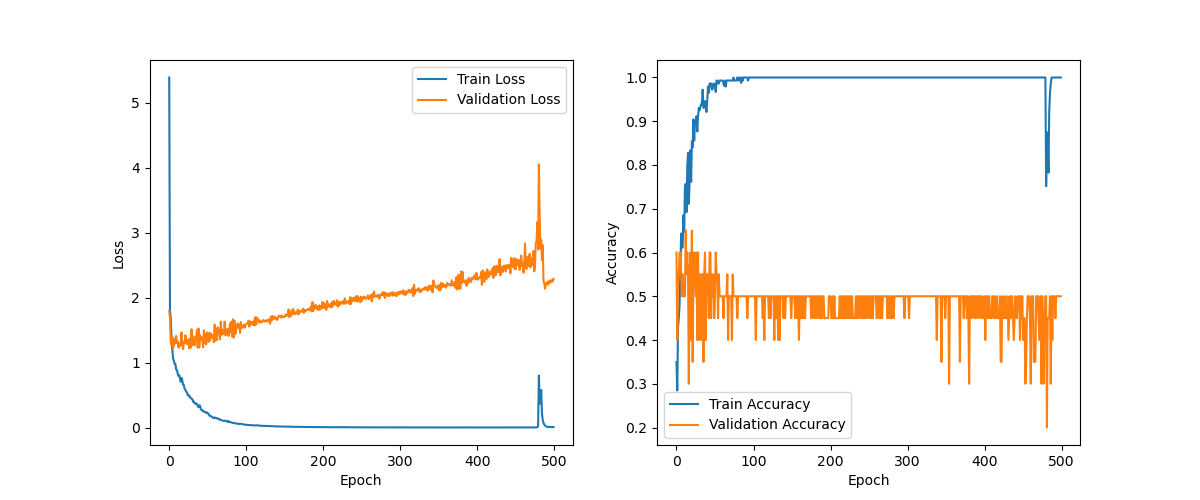 Train Loss
Validation Loss
5
4
3
2
1
0
Loss
0 100 200 300 400 500
Epoch
1.0
0.9
0.8
0.7
0.6
0.5
0.4
0.3
0.2
Accuracy
Train Accuracy
Validation Accuracy
0 100 200 300 400 500
Epoch